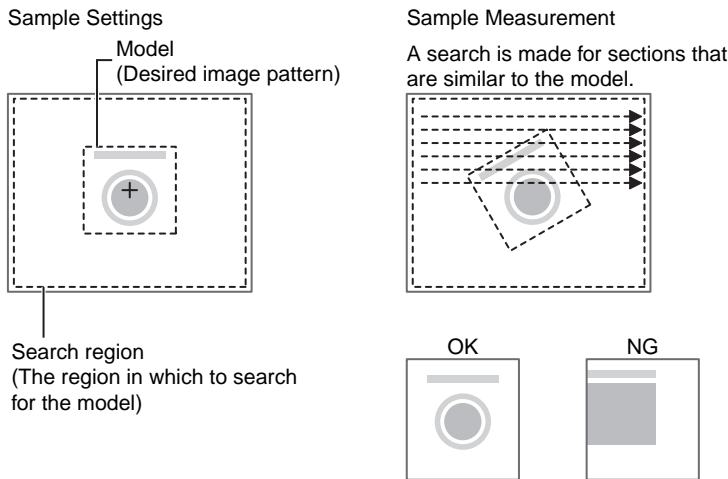 Sample Settings
Model
(Desired image pattern)
Search region
(The region in which to search
for the model)
Sample Measurement
A search is made for sections that
are similar to the model.
OK
NG